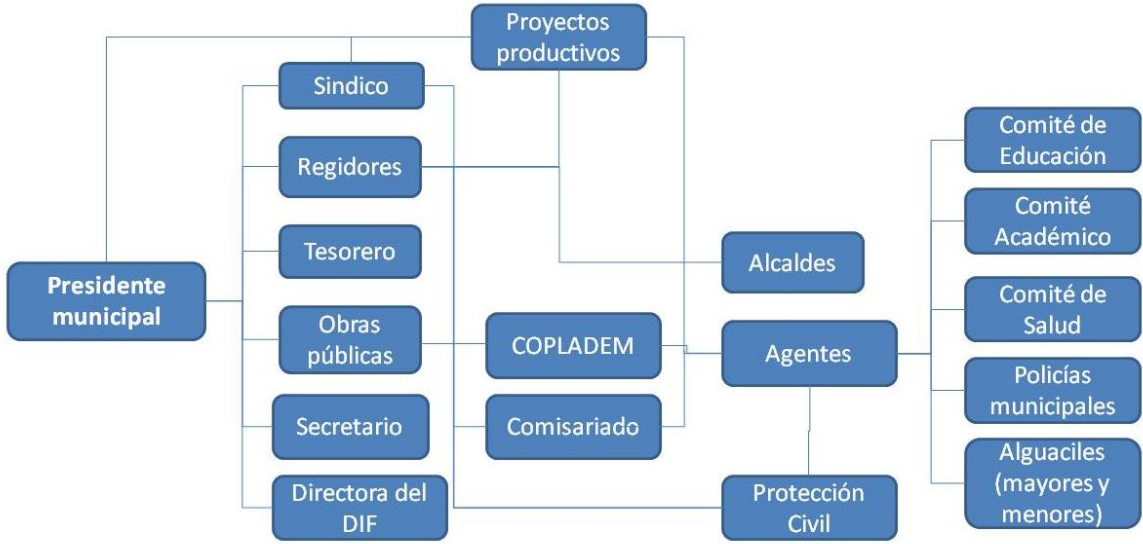 Proyectos
productivos
Sindico
Regidores
Tesorero
Presidente
municipal
Obras
públicas
Secretario
Directora del
DIF
COPLADEM
Comisariado
Alcaldes
Agentes
Protección
Civil
Comité de
Educación
Comité
Académico
Comité de
Salud
Policías
municipales
Alguaciles
(mayores y
menores)